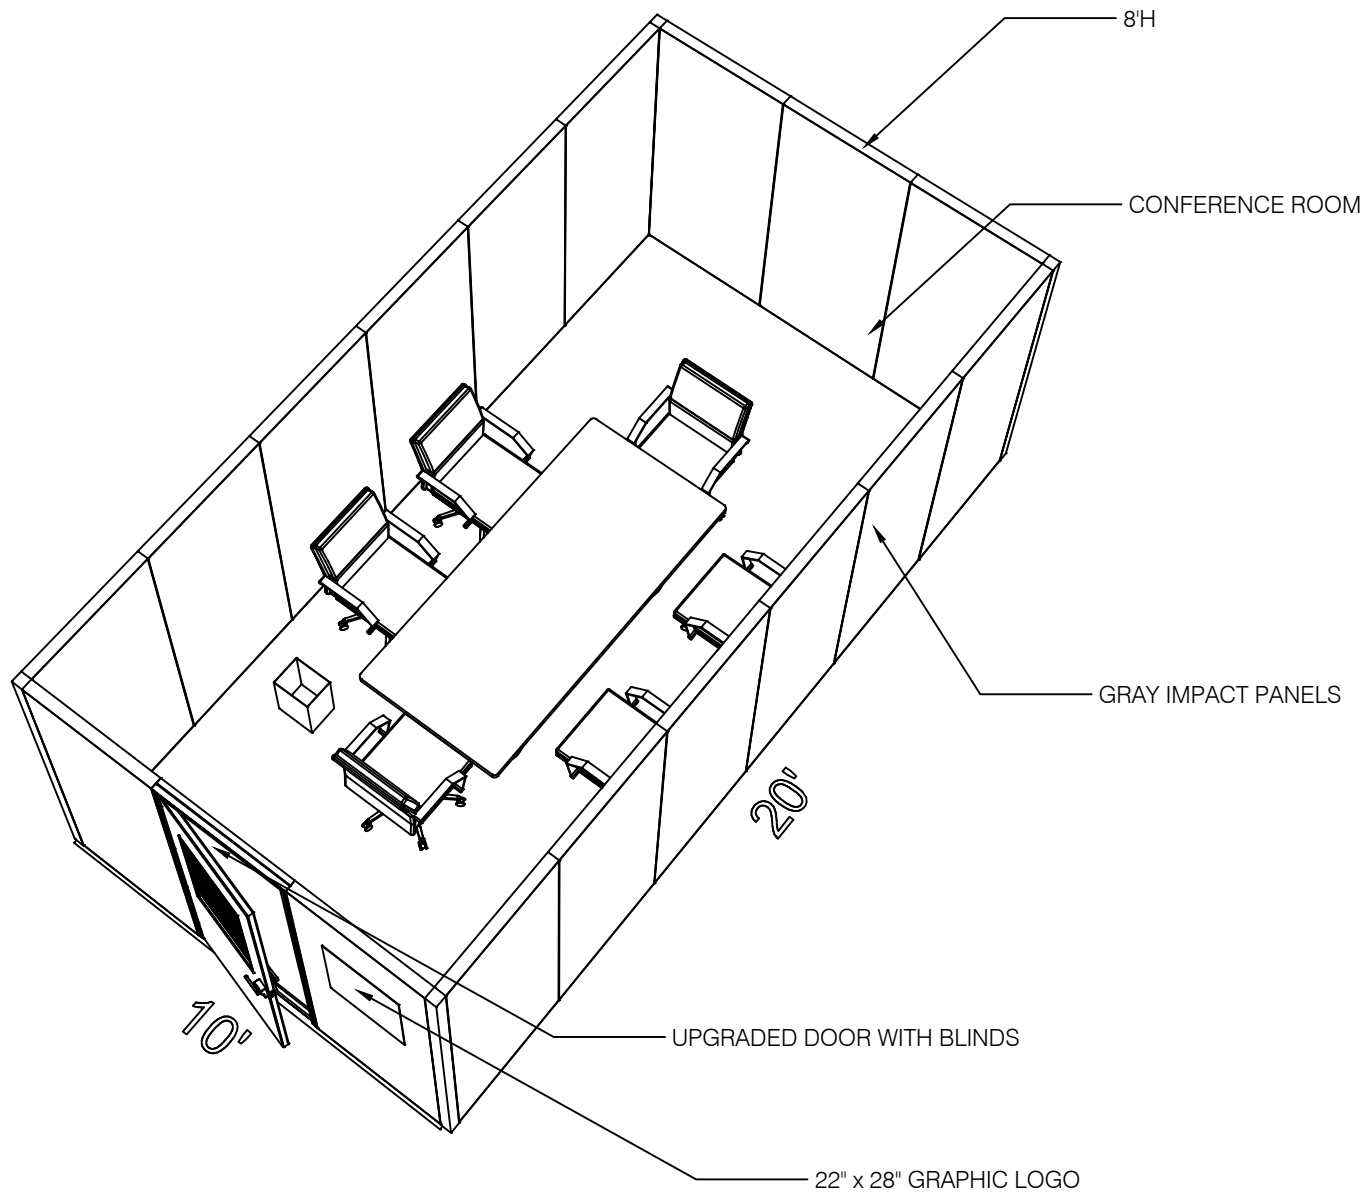 8'H
CONFERENCE ROOM
GRAY IMPACT PANELS
20'
10'
UPGRADED DOOR WITH BLINDS
22" x 28" GRAPHIC LOGO